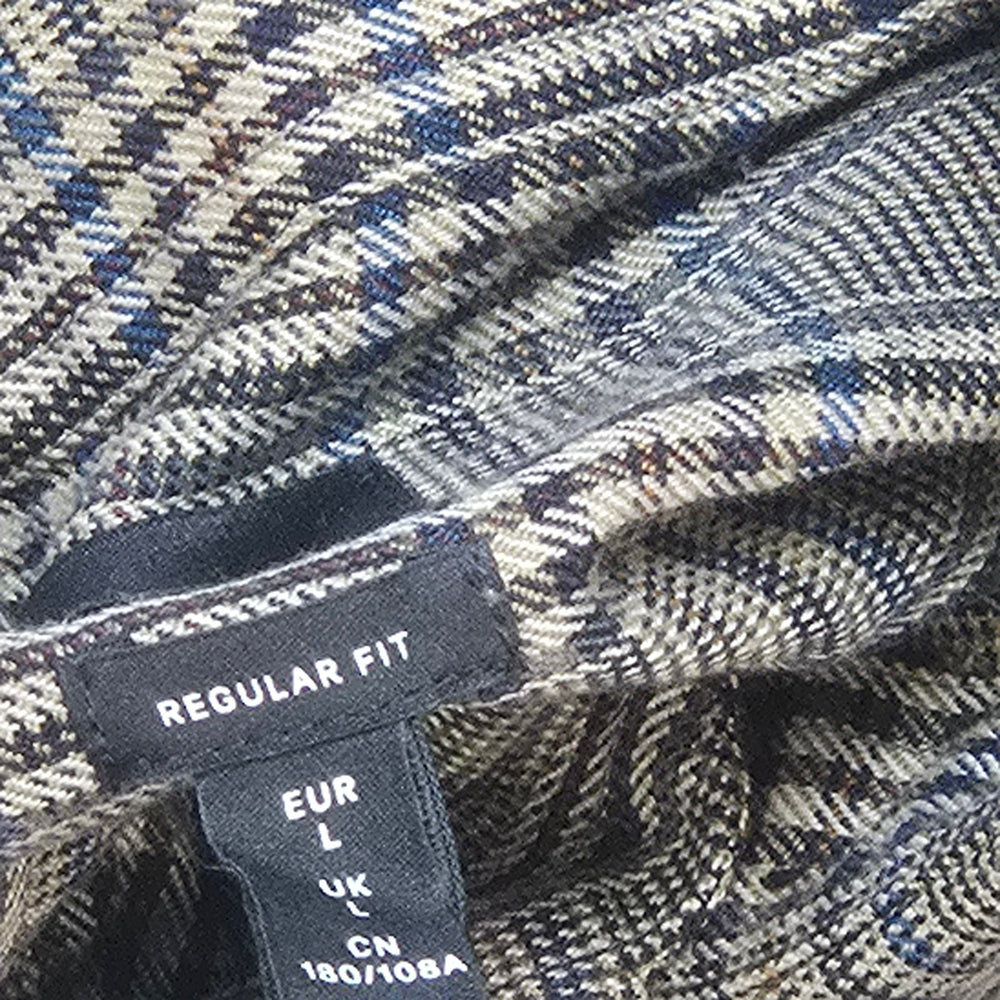 REGULAR FIT
EUR
L
UK
L
CN
180/108A